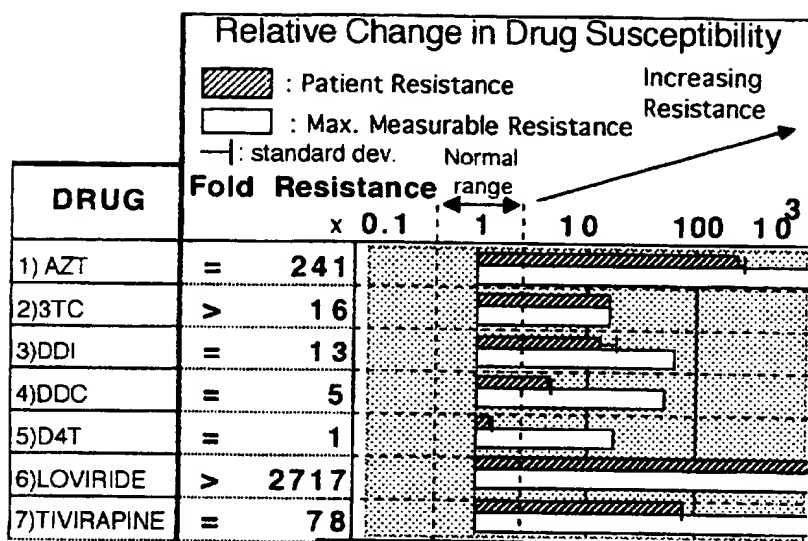 Relative Change in Drug Susceptibility
: Patient Resistance
Increasing
Resistance
: Max. Measurable Resistance
: standard dev.
Normal
range
DRUG
Fold Resistance
x 0.1 1 10 100 10³
1) AZT = 241
2)3TC > 16
3)DDI = 13
4)DDC = 5
5)D4T = 1
6)LOVIRIDE > 2717
7)TIVIRAPINE = 78